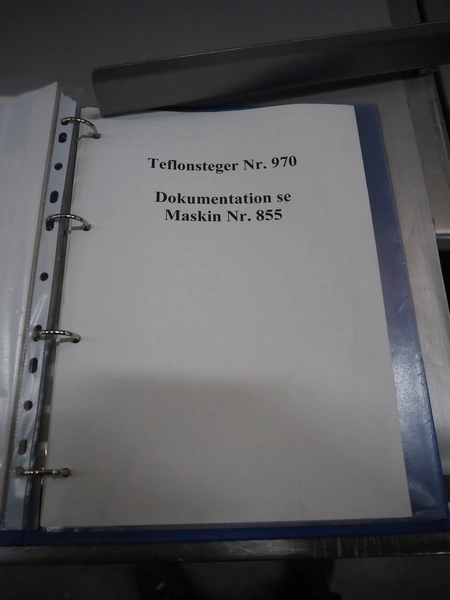 Teflonsteger Nr. 970
Dokumentation se
Maskin Nr. 855